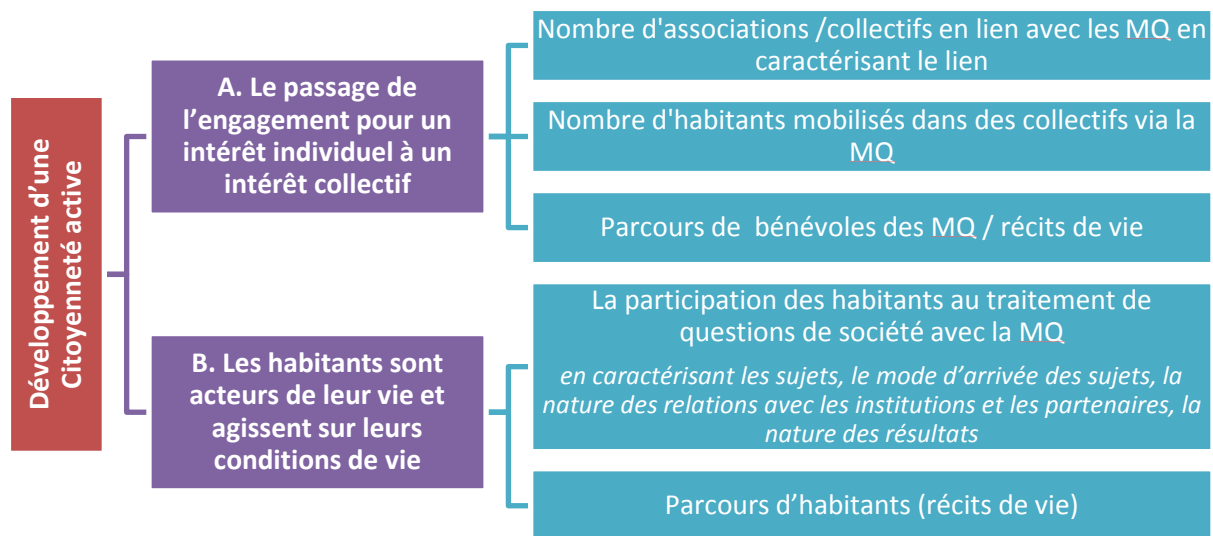 Développement d'une
Citoyenneté active
A. Le passage de
l’engagement pour un
intérêt individuel à un
intérêt collectif
Nombre d'associations /collectifs en lien avec les MQ en
caractérisant le lien
Nombre d'habitants mobilisés dans des collectifs via la
MQ
Parcours de  bénévoles des MQ / récits de vie
B. Les habitants sont
acteurs de leur vie et
agissent sur leurs
conditions de vie
La participation des habitants au traitement de
questions de société avec la MQ
en caractérisant les sujets, le mode d’arrivée des sujets, la
nature des relations avec les institutions et les partenaires, la
nature des résultats
Parcours d’habitants (récits de vie)